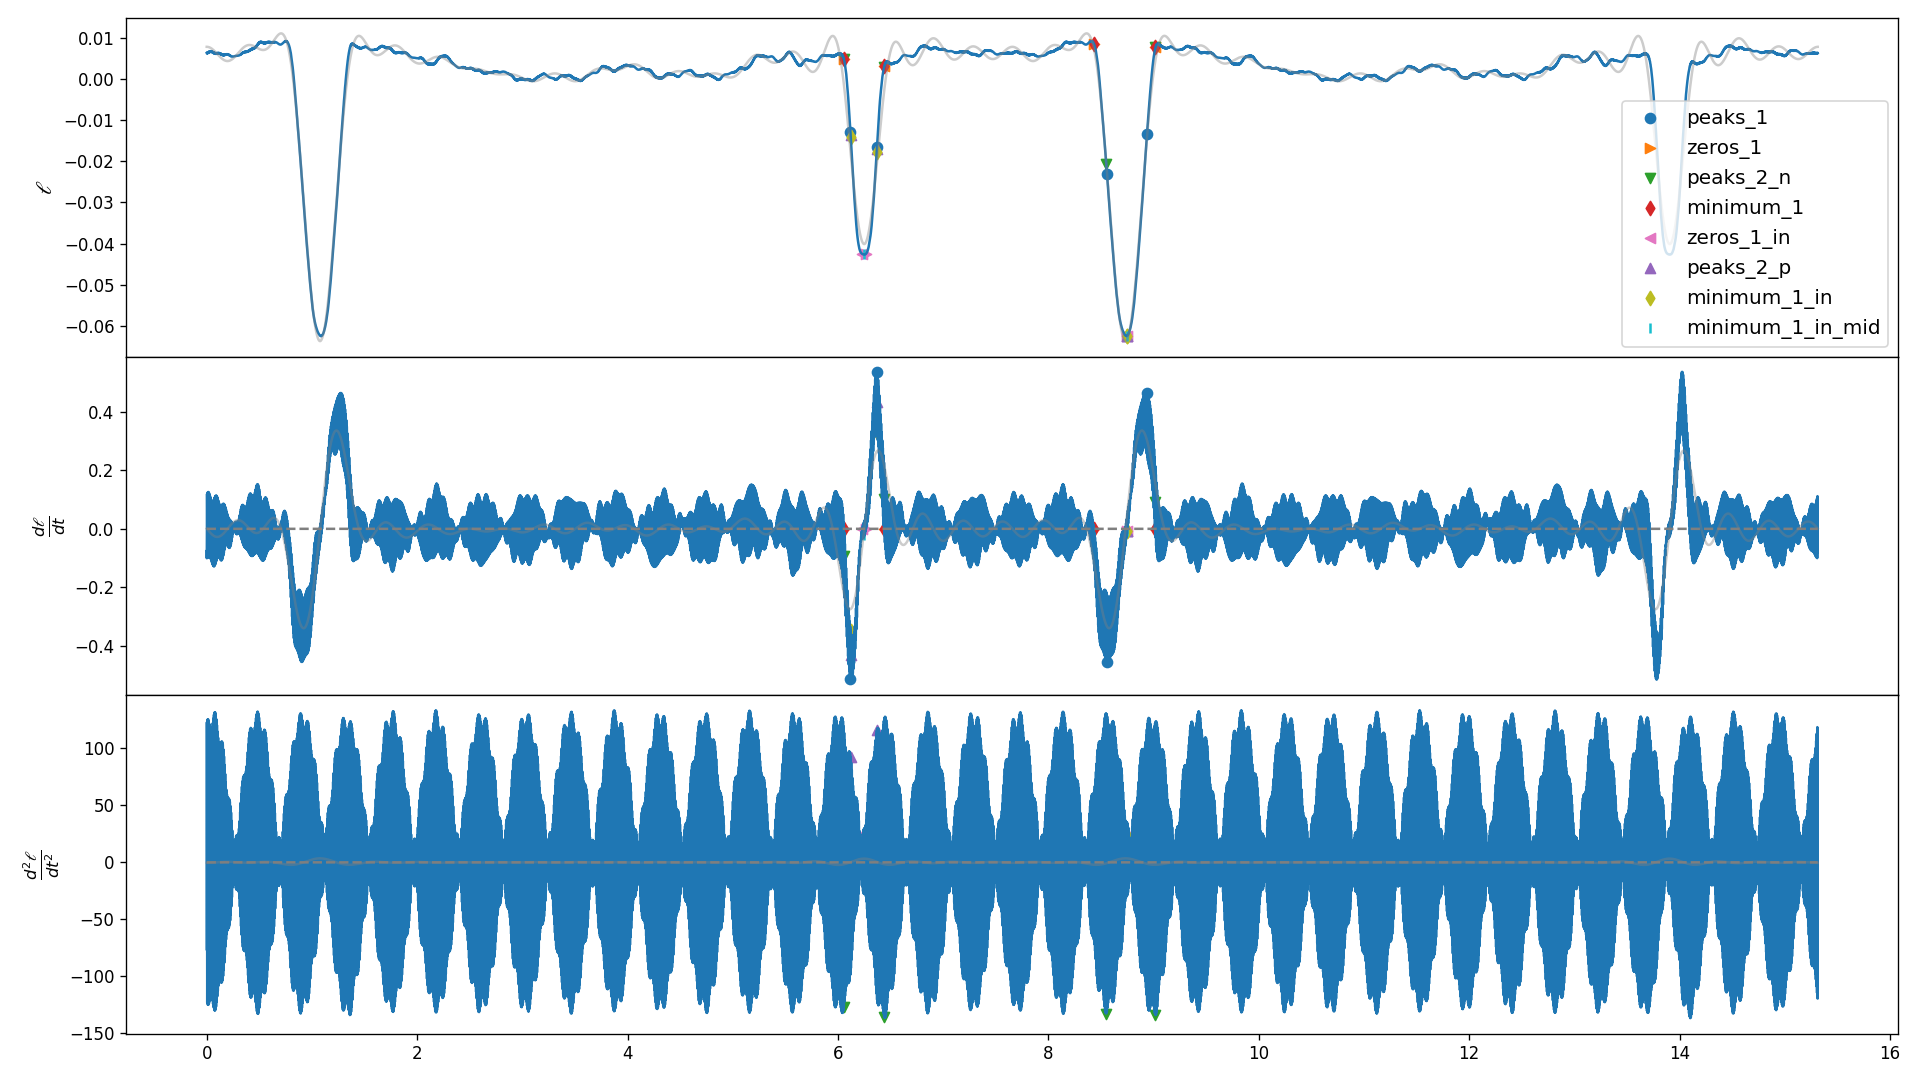 0.01
0.00
−0.01
−0.02
−0.03
−0.04
−0.05
−0.06
ℓ
peaks_1
zeros_1
peaks_2_n
minimum_1
zeros_1_in
peaks_2_p
minimum_1_in
minimum_1_in_mid
0.4
0.2
0.0
−0.2
−0.4
dℓ
dt
100
50
0
−50
−100
−150
d²ℓ
dt²
0 2 4 6 8 10 12 14 16